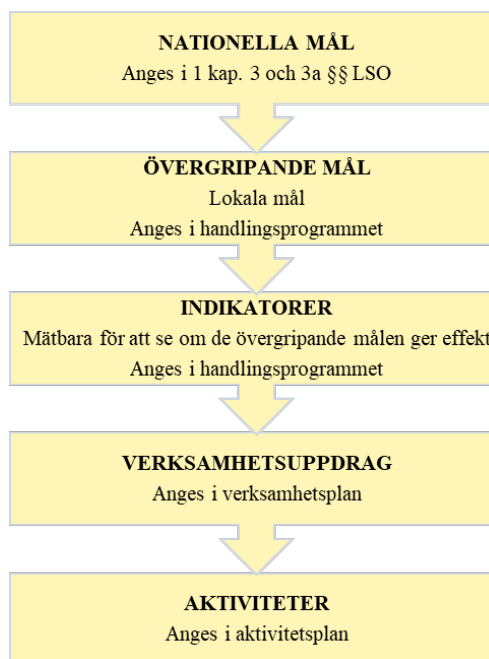 NATIONELLA MÅL
Anges i 1 kap. 3 och 3a §§ LSO
ÖVERGRIPANDE MÅL
Lokala mål
Anges i handlingsprogrammet
INDIKATORER
Mätbara för att se om de övergripande målen ger effekt
Anges i handlingsprogrammet
VERKSAMHETSUPPDRAG
Anges i verksamhetsplan
AKTIVITETER
Anges i aktivitetsplan